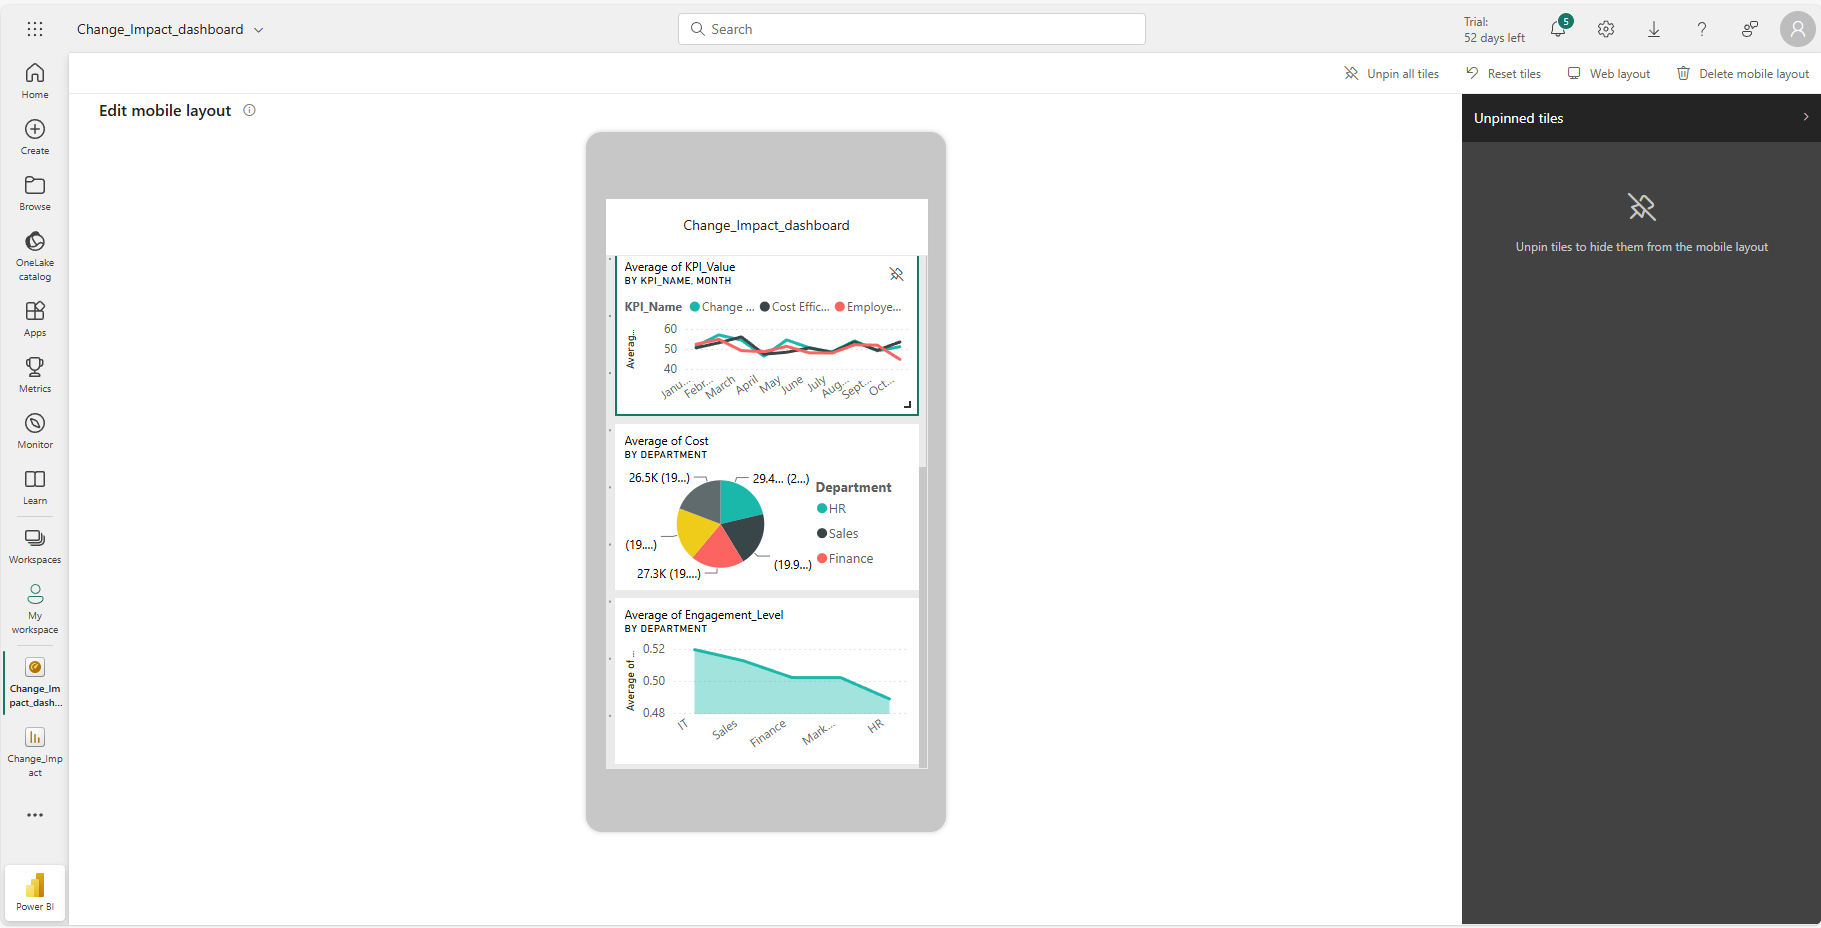 Change_Impact_dashboard
Search
Trial:
52 days left
5
Home
Create
Browse
OneLake
catalog
Apps
Metrics
Monitor
Learn
Workspaces
My
workspace
Change_Im
pact_dash...
Change_Imp
act
Power BI
Unpin all tiles
Reset tiles
Web layout
Delete mobile layout
Edit mobile layout
Change_Impact_dashboard
Average of KPI_Value
BY KPI_NAME, MONTH
KPI_Name Change ... Cost Effic... Employe...
Averag...
60
50
40
Janu... Febr... March April May June July Aug... Sept... Oct...
Average of Cost
BY DEPARTMENT
26.5K (19...)
29.4... (2...)
(19....)
27.3K (19....)
(19.9...)
Department
HR
Sales
Finance
Average of Engagement_Level
BY DEPARTMENT
Average of ...
0.52
0.50
0.48
IT Sales Finance Mark... HR
Unpinned tiles
Unpin tiles to hide them from the mobile layout